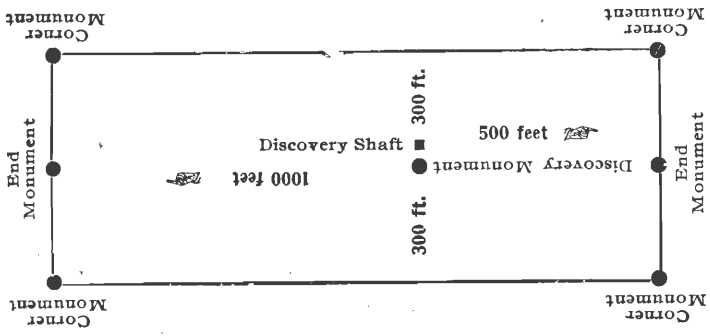 Corner
Monument
Corner
Monument
End
Monument
300 ft.
500 feet
Discovery Shaft
Discovery Monument
1000 feet
300 ft.
End
Monument
Corner
Monument
Corner
Monument